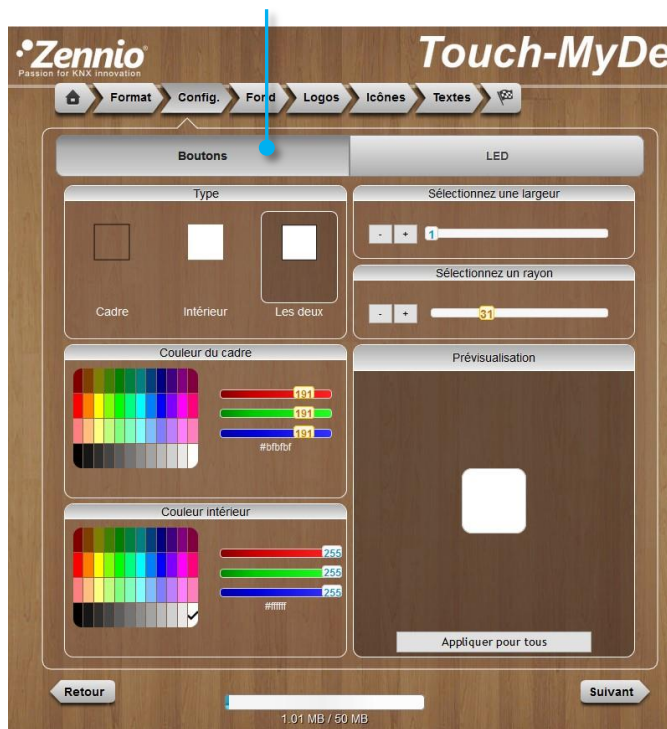 Zennio®
Passion for KNX innovation
Touch-MyDe
Format Config. Fond Logos Icônes Textes
Boutons LED
Type
Cadre Intérieur Les deux
Sélectionnez une largeur
- + 1
Sélectionnez un rayon
- + 31
Couleur du cadre
191
191
191
#bfbfbf
Couleur intérieur
255
255
255
#ffffff
Prévisualisation
Appliquer pour tous
Retour Suivant
1.01 MB / 50 MB